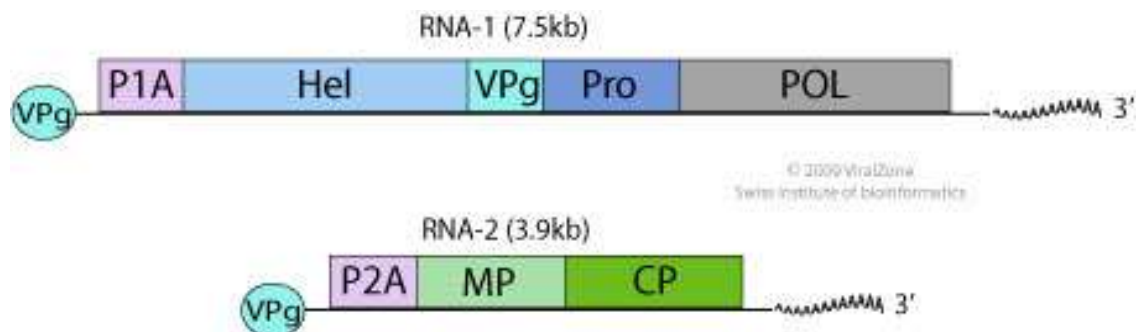 RNA-1 (7.5kb)
P1A Hel VPg Pro POL
VPg 3'
© 2009 ViralZone
Swiss Institute of Bioinformatics
RNA-2 (3.9kb)
P2A MP CP
VPg 3'